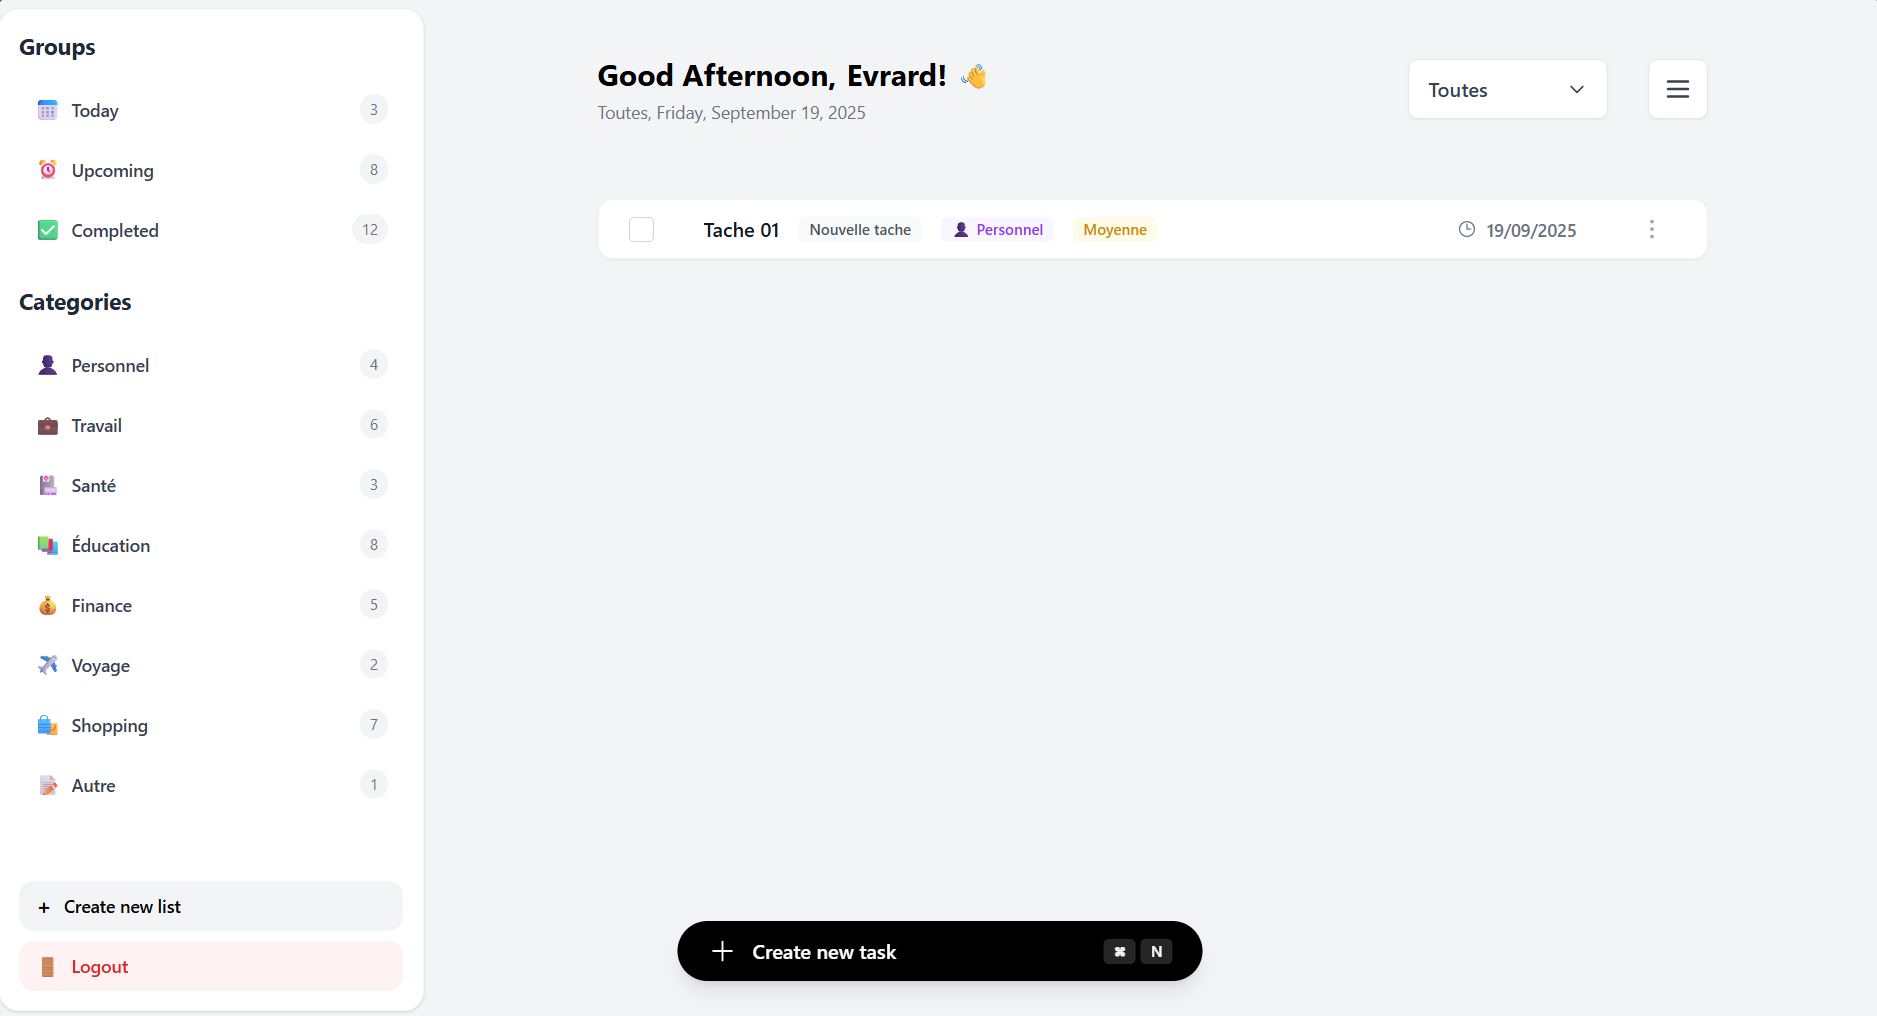 Groups
Today 3
Upcoming 8
Completed 12
Categories
Personnel 4
Travail 6
Santé 3
Éducation 8
Finance 5
Voyage 2
Shopping 7
Autre 1
+ Create new list
Logout
Good Afternoon, Evrard! 👋
Toutes, Friday, September 19, 2025
Toutes
Tache 01 Nouvelle tache Personnel Moyenne 19/09/2025
Create new task ⌘ N